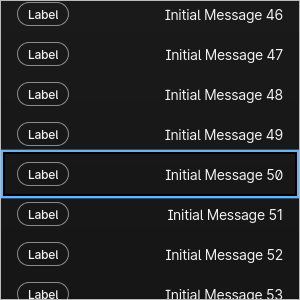 Label Initial Message 46
Label Initial Message 47
Label Initial Message 48
Label Initial Message 49
Label Initial Message 50
Label Initial Message 51
Label Initial Message 52
Label Initial Message 53